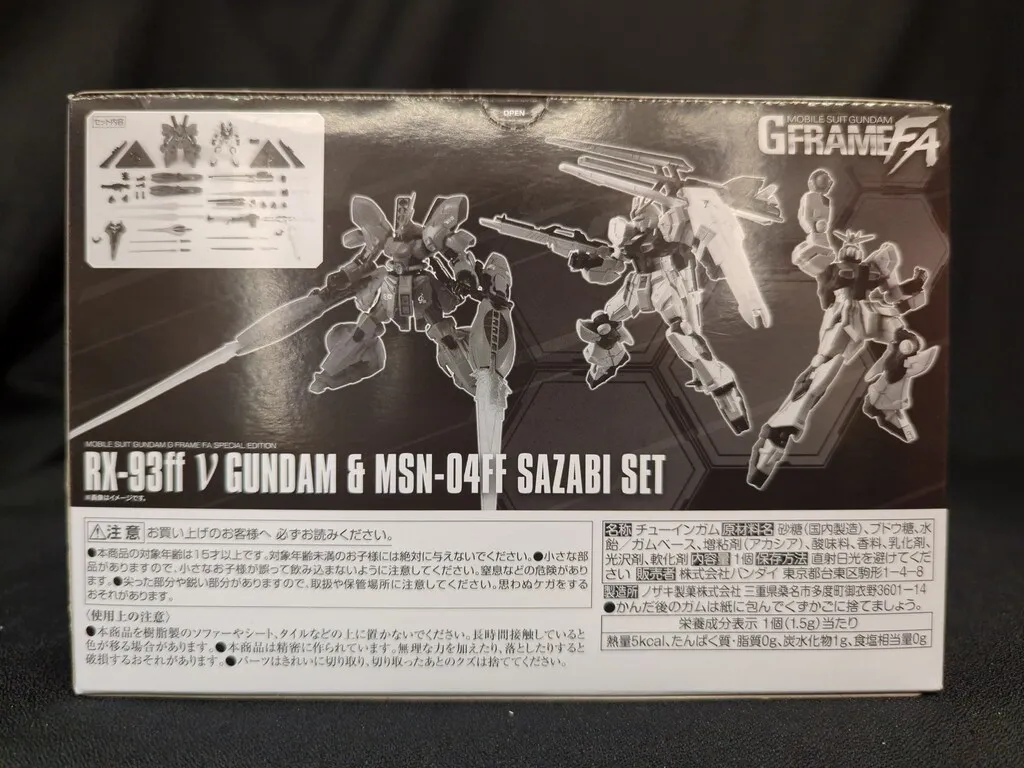 OPEN
セット内容
MOBILE SUIT GUNDAM
GFRAMEFA
MOBILE SUIT GUNDAM G FRAME FA SPECIAL EDITION
RX-93ff ν GUNDAM & MSN-04FF SAZABI SET
※画像はイメージです。
⚠注意 お買い上げのお客様へ 必ずお読みください。
●本商品の対象年齢は15才以上です。対象年齢未満のお子様には絶対に与えないでください。●小さな部
品がありますので、小さなお子様が誤って飲み込まないように注意してください。窒息などの危険があり
ます。●尖った部分や鋭い部分がありますので、取扱や保管場所に注意してください。思わぬケガをする
おそれがあります。
〈使用上の注意〉
●本商品を樹脂製のソファーやシート、タイルなどの上に置かないでください。長時間接触していると
色が移る場合があります。●本商品は精密に作られています。無理な力を加えたり、落としたりすると
破損するおそれがあります。●パーツはきれいに切り取り、切り取ったあとのクズは捨ててください。
名称 チューインガム 原材料名 砂糖(国内製造)、ブドウ糖、水
飴/ガムベース、増粘剤(アカシア)、酸味料、香料、乳化剤、
光沢剤、軟化剤 内容量 1個 保存方法 直射日光を避けてくだ
さい 販売者 株式会社バンダイ 東京都台東区駒形1-4-8
製造所 ノザキ製菓株式会社 三重県桑名市多度町御衣野3601-14
●かんだ後のガムは紙に包んでくずかごに捨てましょう。
栄養成分表示 1個(1.5g)当たり
熱量5kcal、たんぱく質・脂質0g、炭水化物1g、食塩相当量0g